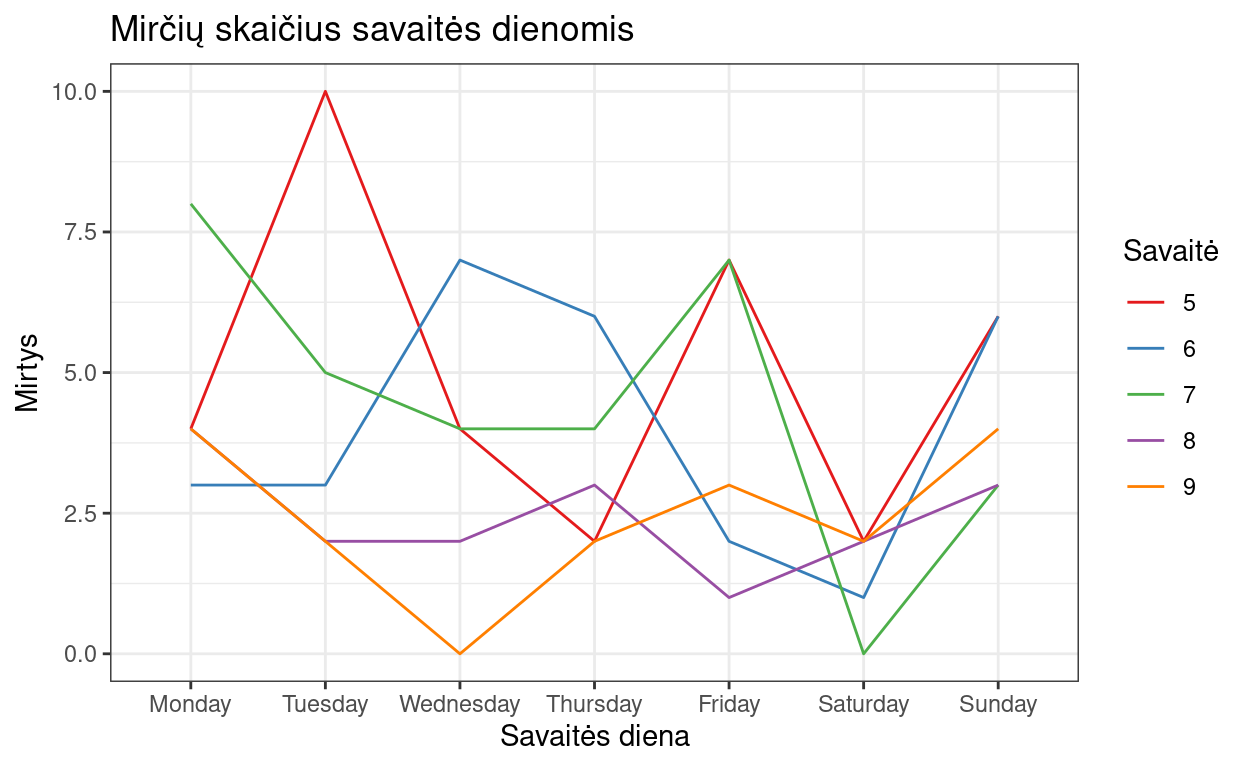 Mirčių skaičius savaitės dienomis
10.0
7.5
5.0
2.5
0.0
Mirtys
Monday Tuesday Wednesday Thursday Friday Saturday Sunday
Savaitės diena
Savaitė
5
6
7
8
9